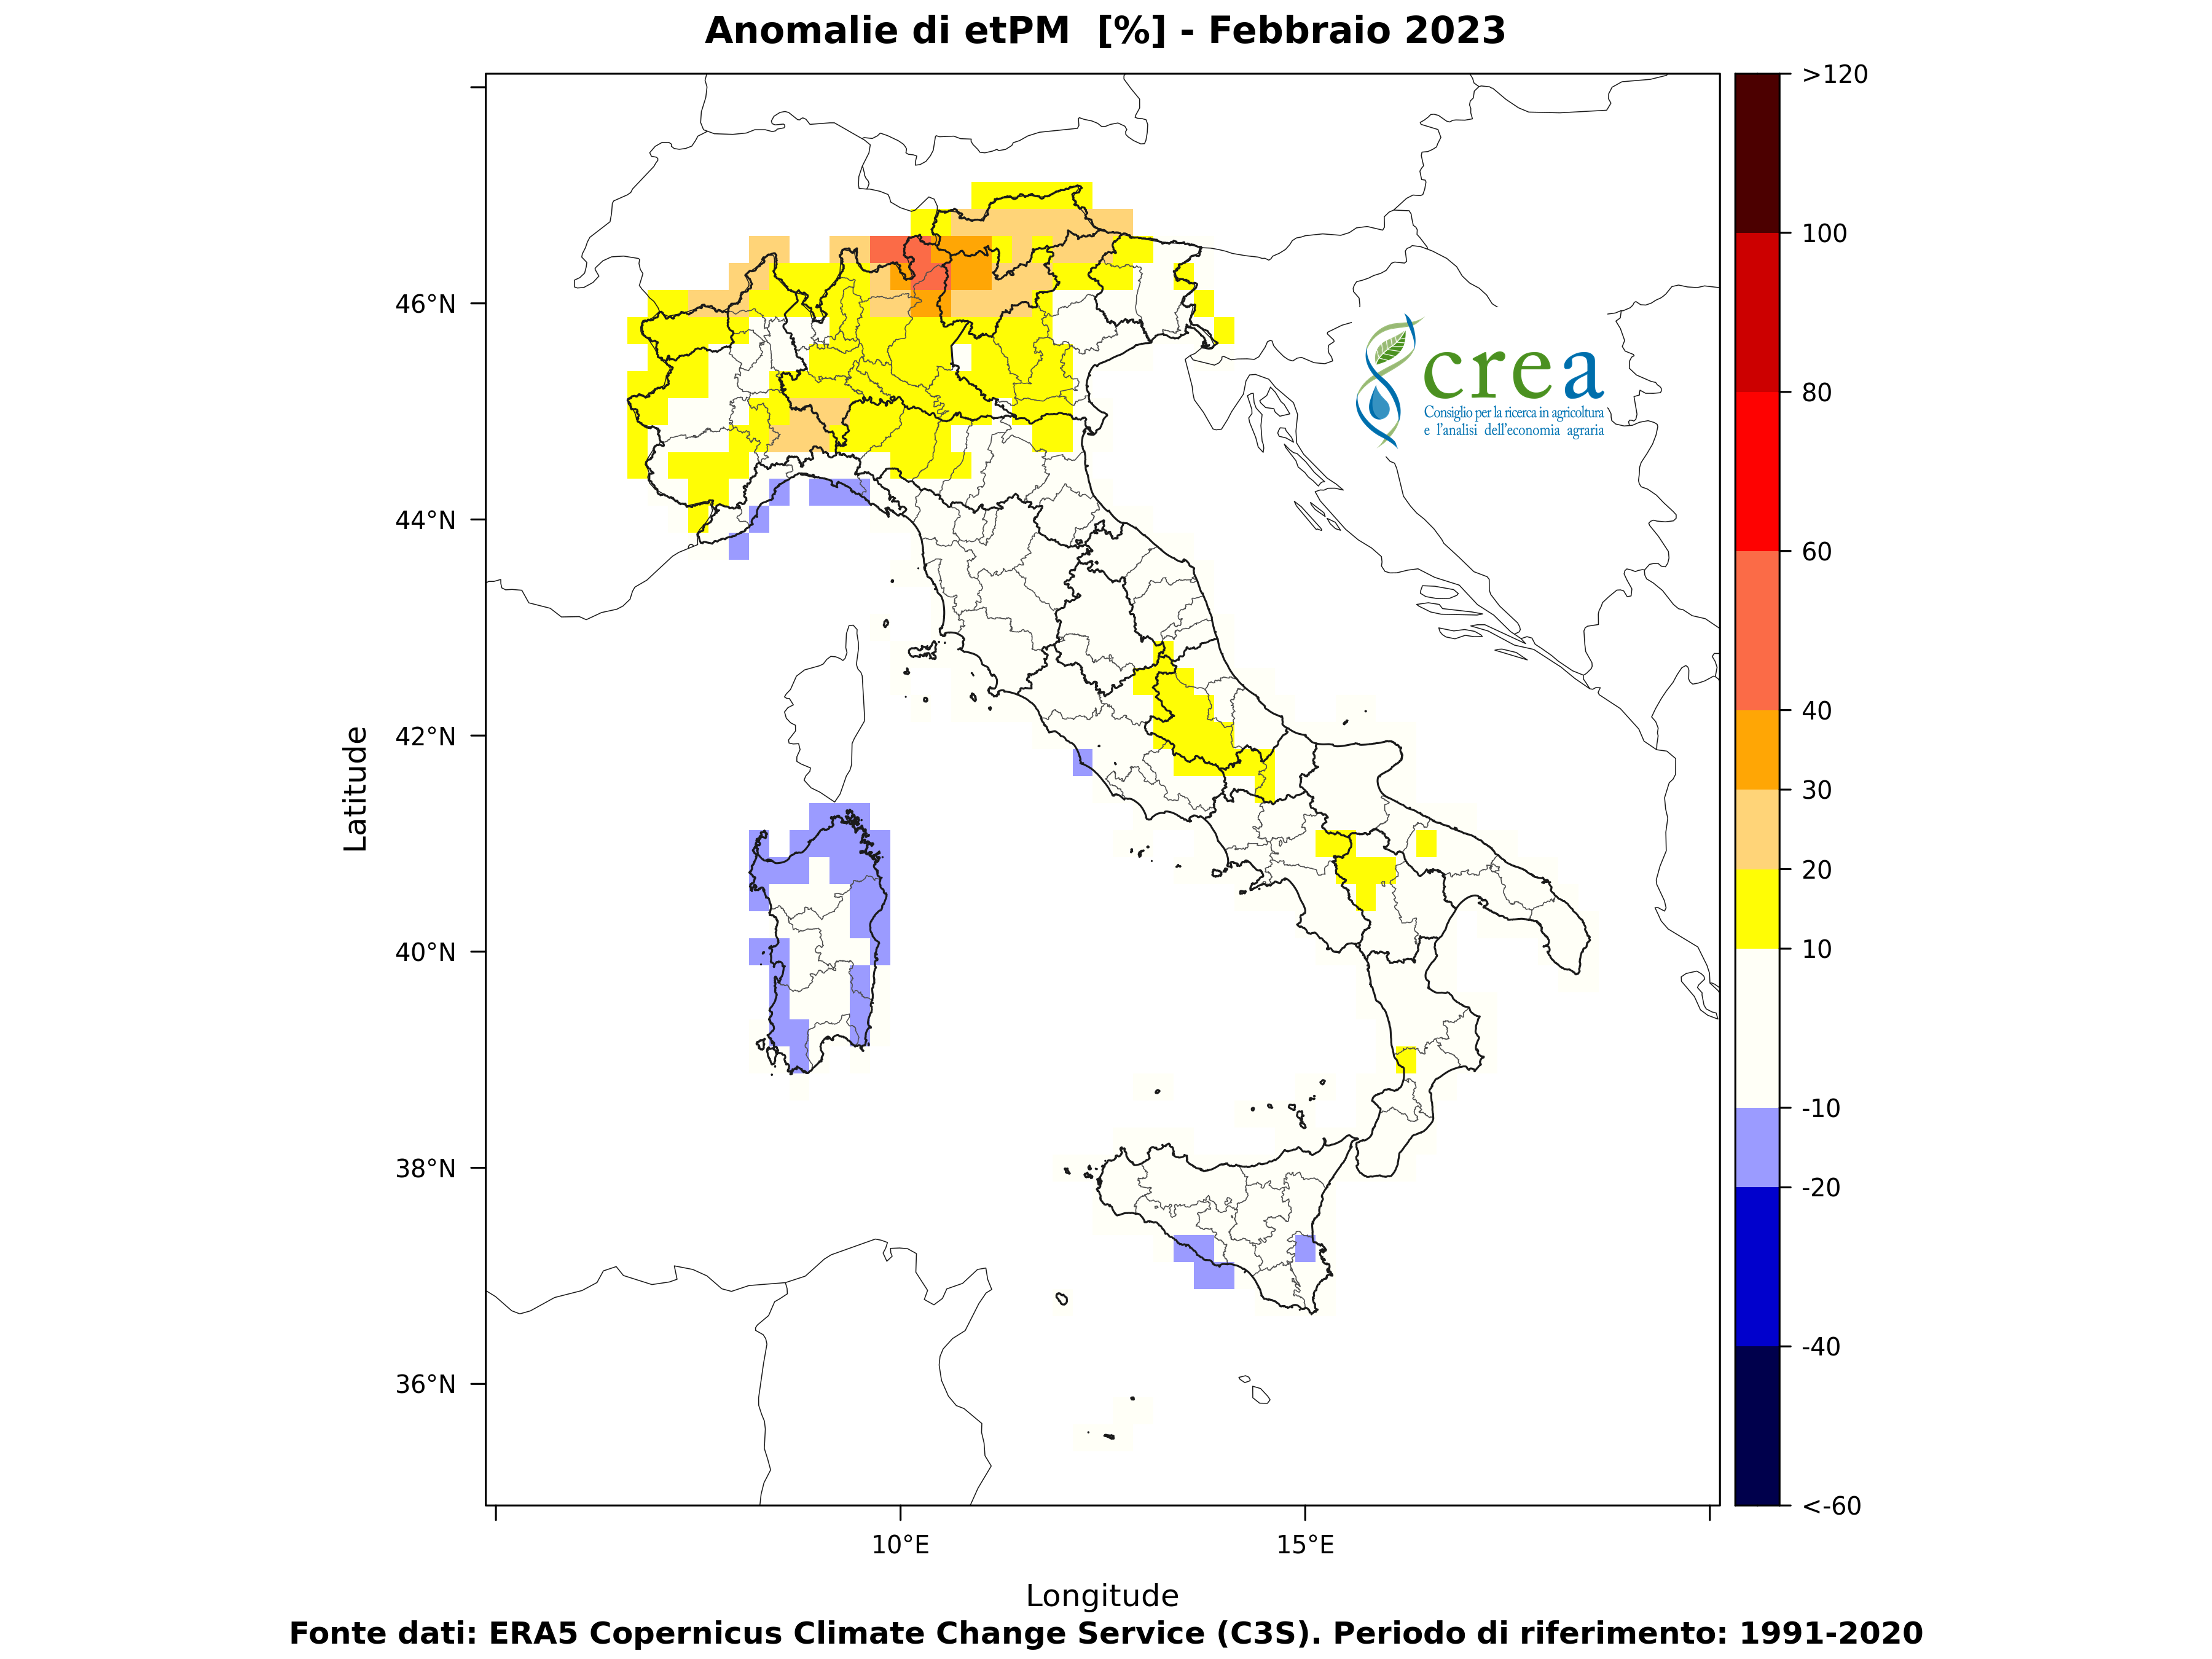 Anomalie di etPM [%] - Febbraio 2023
>120
100
80
60
40
30
20
10
-10
-20
-40
<-60
46°N
44°N
42°N
40°N
38°N
36°N
Latitude
crea
Consiglio per la ricerca in agricoltura
e l'analisi dell'economia agraria
10°E
15°E
Longitude
Fonte dati: ERA5 Copernicus Climate Change Service (C3S). Periodo di riferimento: 1991-2020